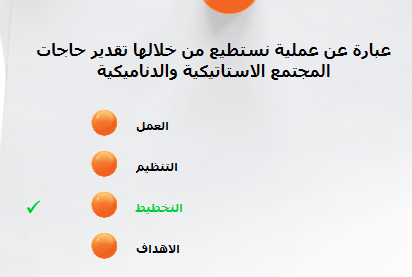 عبارة عن عملية نستطيع من خلالها تقدير حاجات
المجتمع الاستاتيكية والدناميكية
العمل
التنظيم
التخطيط
الاهداف